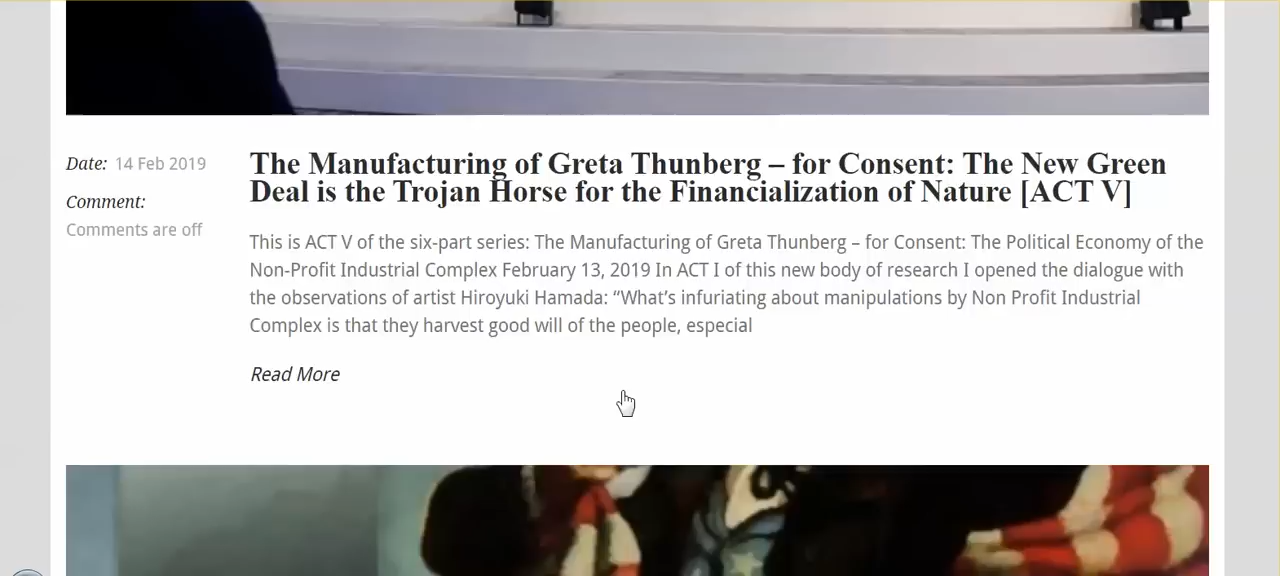 Date: 14 Feb 2019
Comment:
Comments are off
The Manufacturing of Greta Thunberg – for Consent: The New Green
Deal is the Trojan Horse for the Financialization of Nature [ACT V]
This is ACT V of the six-part series: The Manufacturing of Greta Thunberg – for Consent: The Political Economy of the
Non-Profit Industrial Complex February 13, 2019 In ACT I of this new body of research I opened the dialogue with
the observations of artist Hiroyuki Hamada: “What’s infuriating about manipulations by Non Profit Industrial
Complex is that they harvest good will of the people, especial
Read More